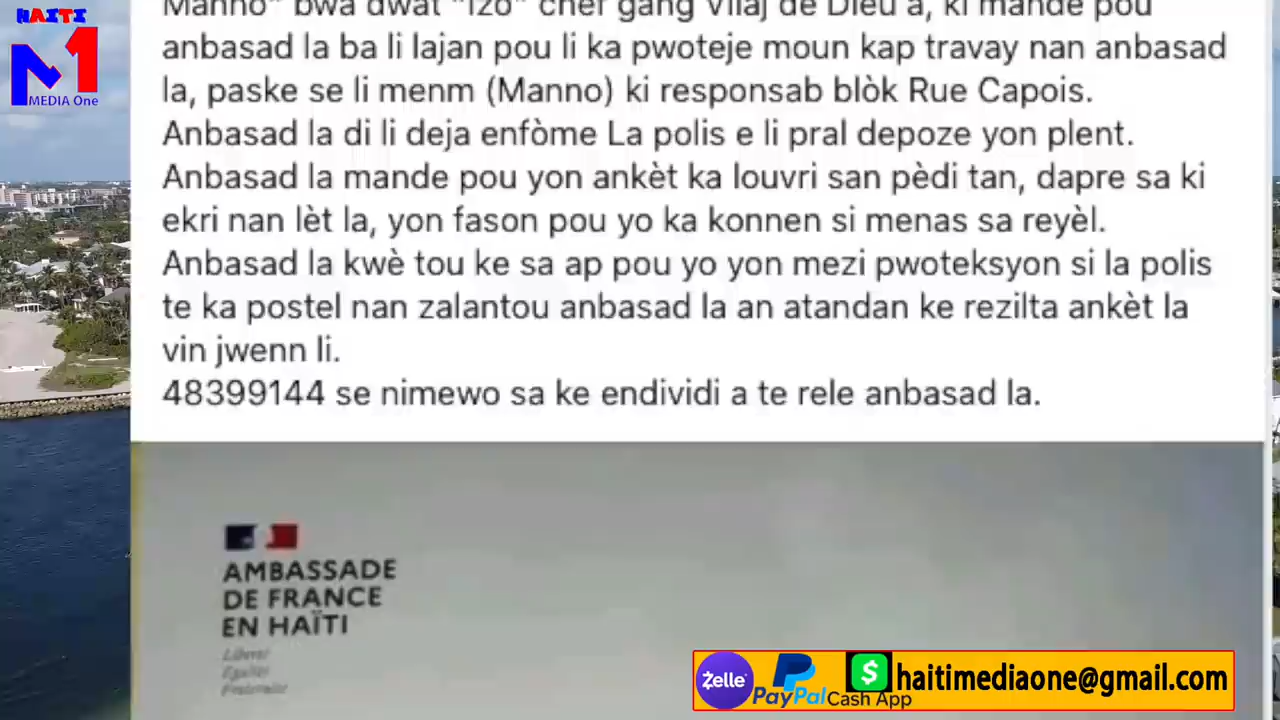 HAITI
M1
MEDIA One
Manno" bwa dwat "Izo" chef gang Vilaj de Dieu a, ki mande pou
anbasad la ba li lajan pou li ka pwoteje moun kap travay nan anbasad
la, paske se li menm (Manno) ki responsab blòk Rue Capois.
Anbasad la di li deja enfòme La polis e li pral depoze yon plent.
Anbasad la mande pou yon ankèt ka louvri san pèdi tan, dapre sa ki
ekri nan lèt la, yon fason pou yo ka konnen si menas sa reyèl.
Anbasad la kwè tou ke sa ap pou yo yon mezi pwoteksyon si la polis
te ka postel nan zalantou anbasad la an atandan ke rezilta ankèt la
vin jwenn li.
48399144 se nimewo sa ke endividi a te rele anbasad la.
AMBASSADE
DE FRANCE
EN HAÏTI
Liberté
Égalité
Fraternité
Zelle
PayPal
$
Cash App
haitimediaone@gmail.com